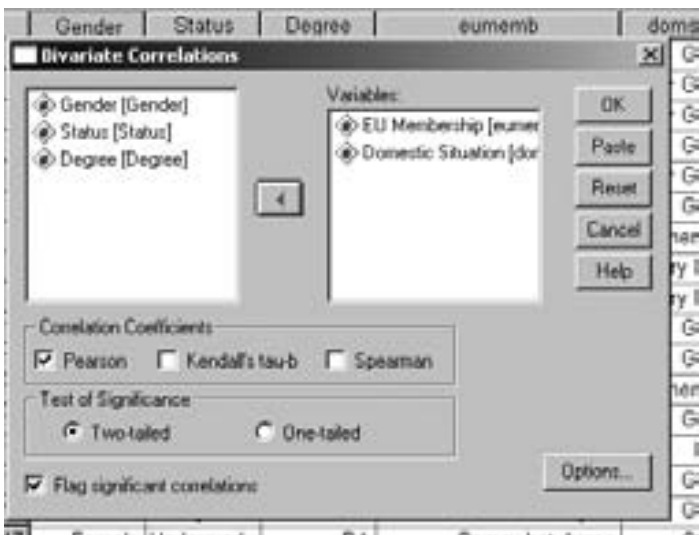 Gender Status Degree eumemb
Bivariate Correlations
Gender [Gender]
Status [Status]
Degree [Degree]
Variables:
EU Membership [eumer
Domestic Situation [dor
OK
Paste
Reset
Cancel
Help
Correlation Coefficients
Pearson Kendall's tau-b Spearman
Test of Significance
Two-tailed One-tailed
Flag significant correlations
Options...